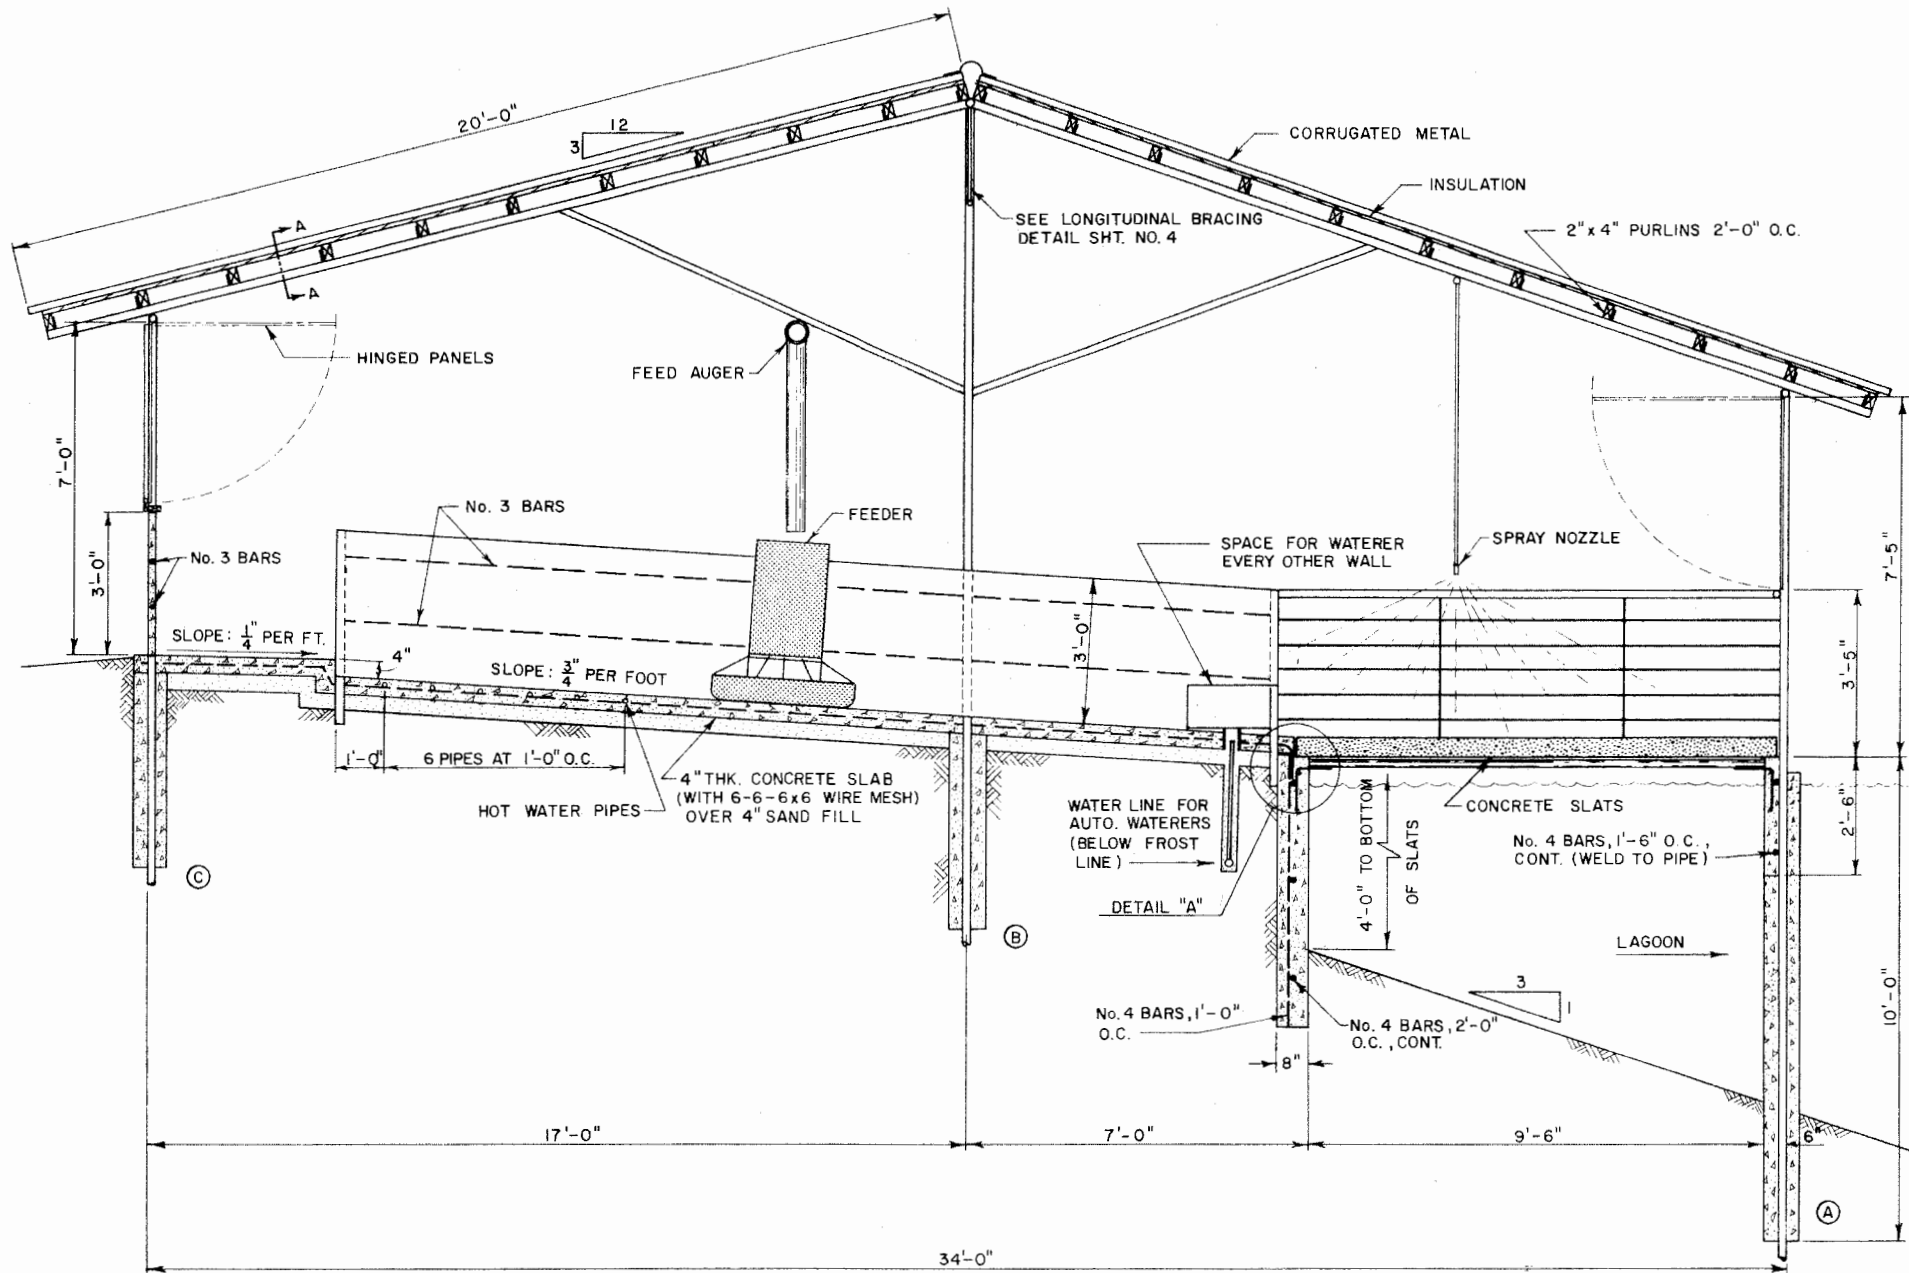 20'-0"
12
3
CORRUGATED METAL
INSULATION
2" x 4" PURLINS 2'-0" O.C.
SEE LONGITUDINAL BRACING
DETAIL SHT. NO. 4
A
A
HINGED PANELS
FEED AUGER
7'-0"
7'-5"
No. 3 BARS
FEEDER
SPACE FOR WATERER
EVERY OTHER WALL
SPRAY NOZZLE
No. 3 BARS
3'-0"
3'-0"
3'-5"
SLOPE: 1/4" PER FT.
4"
SLOPE: 3/4" PER FOOT
1'-0"
6 PIPES AT 1'-0" O.C.
HOT WATER PIPES
4" THK. CONCRETE SLAB
(WITH 6-6-6x6 WIRE MESH)
OVER 4" SAND FILL
WATER LINE FOR
AUTO. WATERERS
(BELOW FROST
LINE)
DETAIL "A"
4'-0" TO BOTTOM
OF SLATS
CONCRETE SLATS
No. 4 BARS, 1'-6" O.C.,
CONT. (WELD TO PIPE)
2'-6"
C
B
LAGOON
3
1
10'-0"
No. 4 BARS, 1'-0"
O.C.
No. 4 BARS, 2'-0"
O.C., CONT.
8"
17'-0"
7'-0"
9'-6"
6"
A
34'-0"